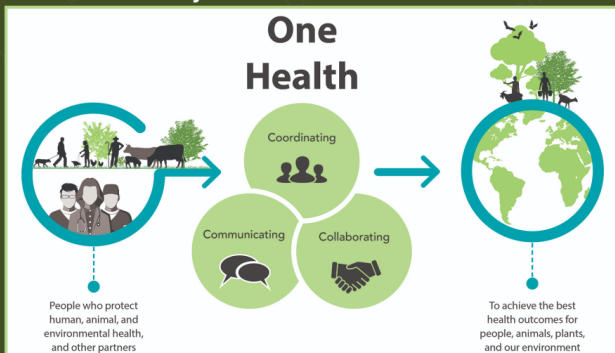 One
Health
Coordinating
Communicating
Collaborating
People who protect
human, animal, and
environmental health,
and other partners
To achieve the best
health outcomes for
people, animals, plants,
and our environment